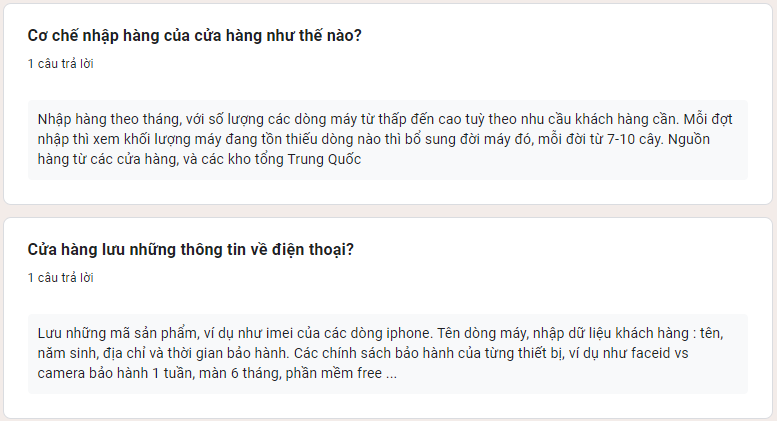 Cơ chế nhập hàng của cửa hàng như thế nào?
1 câu trả lời
Nhập hàng theo tháng, với số lượng các dòng máy từ thấp đến cao tuỳ theo nhu cầu khách hàng cần. Mỗi đợt
nhập thì xem khối lượng máy đang tồn thiếu dòng nào thì bổ sung đời máy đó, mỗi đời từ 7-10 cây. Nguồn
hàng từ các cửa hàng, và các kho tổng Trung Quốc
Cửa hàng lưu những thông tin về điện thoại?
1 câu trả lời
Lưu những mã sản phẩm, ví dụ như imei của các dòng iphone. Tên dòng máy, nhập dữ liệu khách hàng : tên,
năm sinh, địa chỉ và thời gian bảo hành. Các chính sách bảo hành của từng thiết bị, ví dụ như faceid vs
camera bảo hành 1 tuần, màn 6 tháng, phần mềm free ...